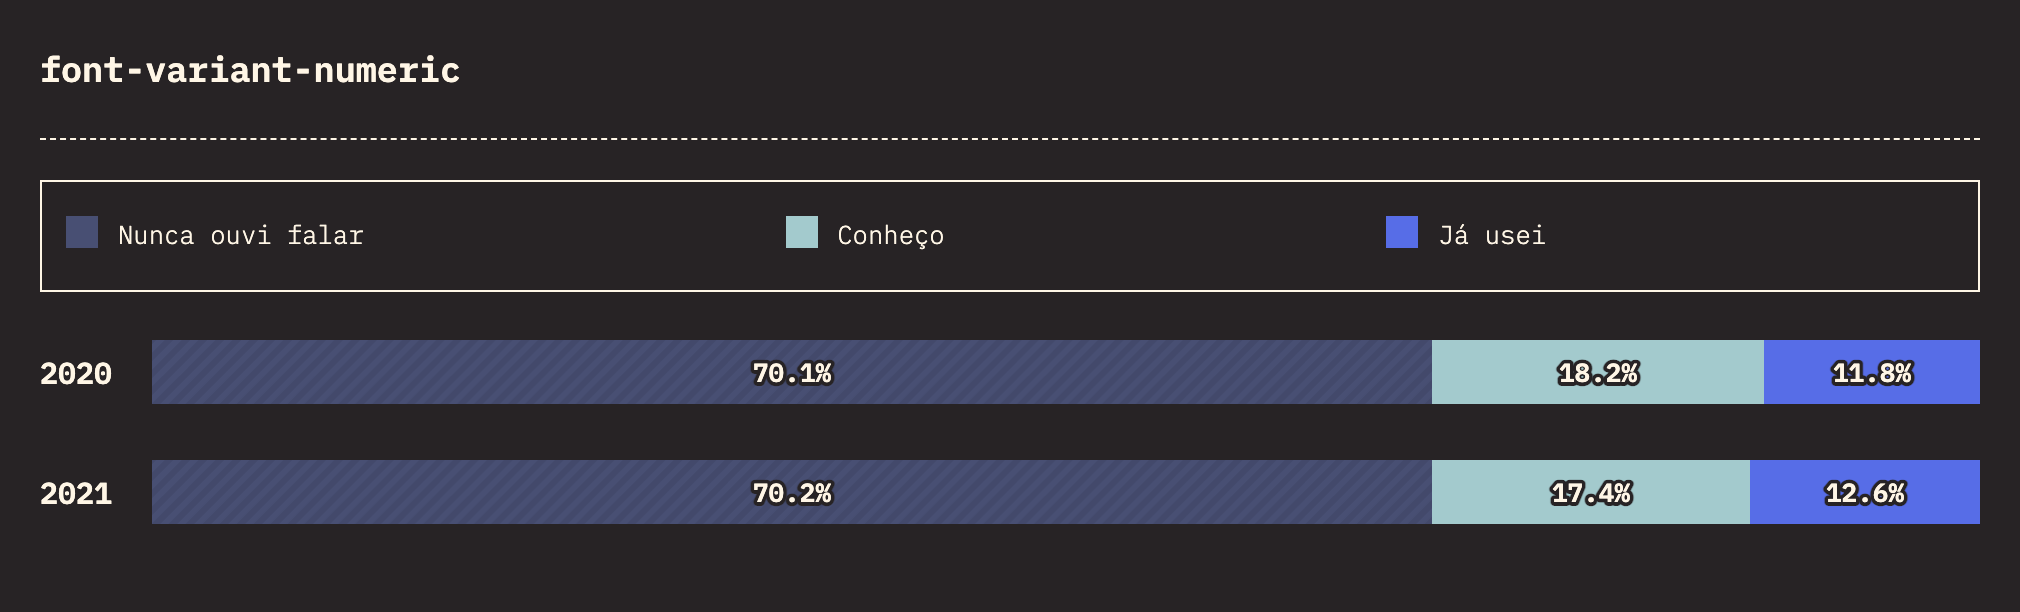 font-variant-numeric
Nunca ouvi falar Conheço Já usei
2020 70.1% 18.2% 11.8%
2021 70.2% 17.4% 12.6%